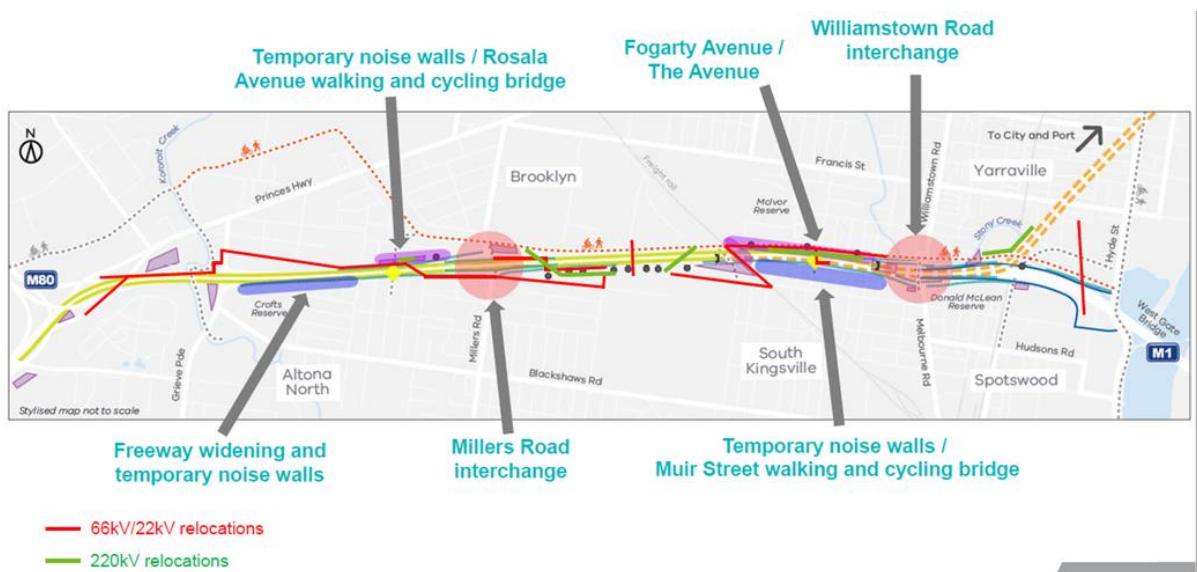 Williamstown Road
interchange
Temporary noise walls / Rosala
Avenue walking and cycling bridge
Fogarty Avenue /
The Avenue
N
Kororoit Creek
To City and Port
Princes Hwy
Brooklyn
Freight rail
Francis St
Williamstown Rd
Yarraville
McIvor
Reserve
Stony Creek
Hyde St
M80
Crofts
Reserve
Millers Rd
Donald McLean
Reserve
West Gate
Bridge
Grieve Pde
Altona
North
Blackshaws Rd
South
Kingsville
Melbourne Rd
Hudsons Rd
M1
Spotswood
Stylised map not to scale
Freeway widening and
temporary noise walls
Millers Road
interchange
Temporary noise walls /
Muir Street walking and cycling bridge
66kV/22kV relocations
220kV relocations